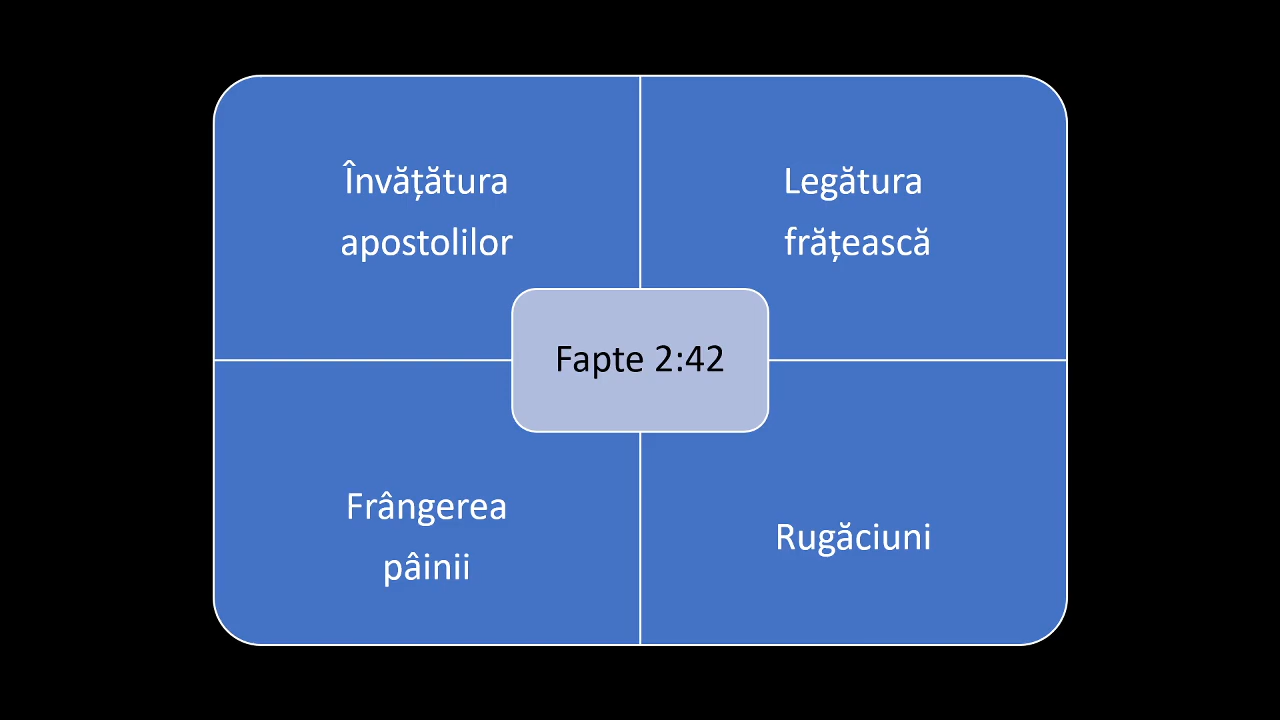 Învățătura
apostolilor
Legătura
frățească
Fapte 2:42
Frângerea
pâinii
Rugăciuni